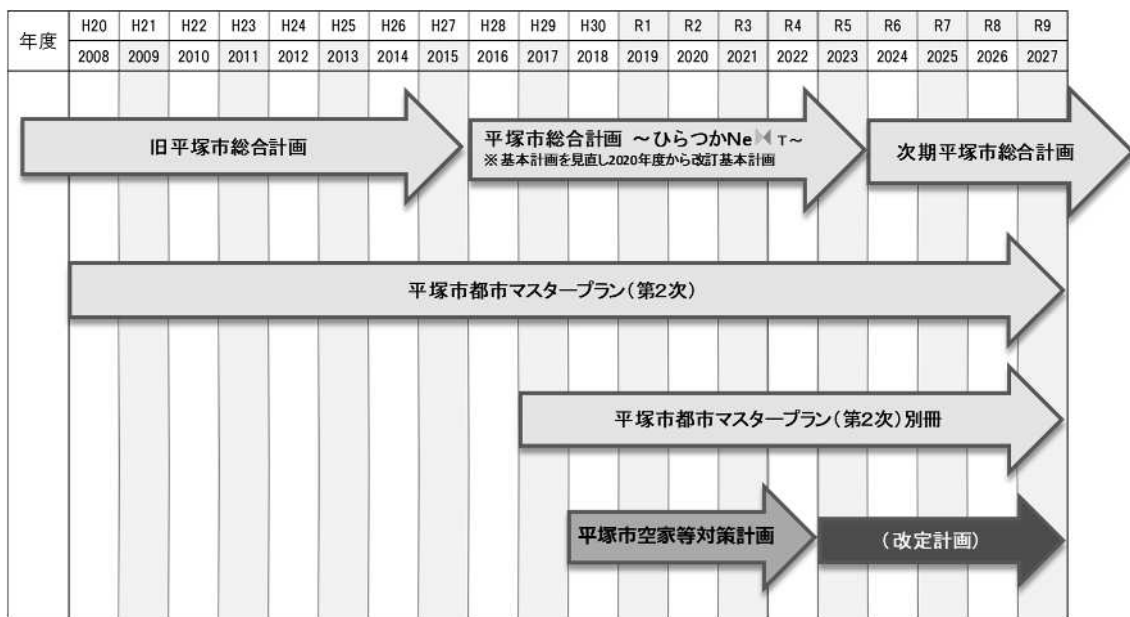 年度 H20 H21 H22 H23 H24 H25 H26 H27 H28 H29 H30 R1 R2 R3 R4 R5 R6 R7 R8 R9
2008 2009 2010 2011 2012 2013 2014 2015 2016 2017 2018 2019 2020 2021 2022 2023 2024 2025 2026 2027
旧平塚市総合計画
平塚市総合計画 ～ひらつかNe T～
※基本計画を見直し2020年度から改訂基本計画
次期平塚市総合計画
平塚市都市マスタープラン（第2次）
平塚市都市マスタープラン（第2次）別冊
平塚市空家等対策計画
（改定計画）